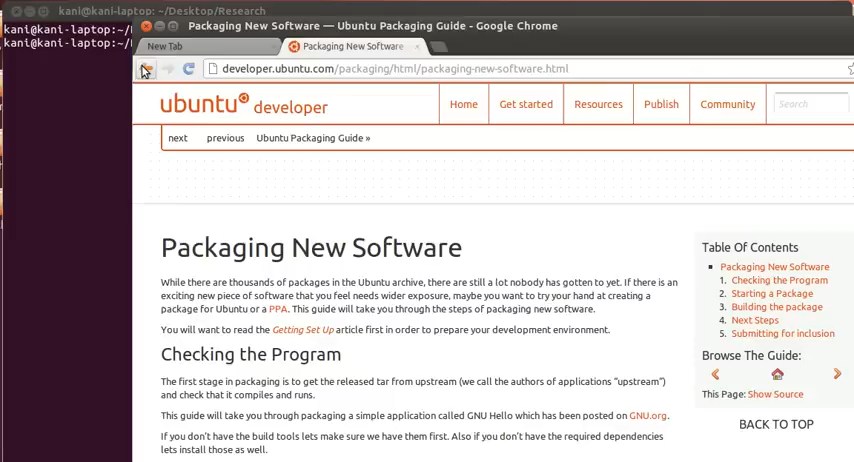 kani@kani-laptop: ~/Desktop/Research
kani@kani-laptop:~/
kani@kani-laptop:~/
Packaging New Software — Ubuntu Packaging Guide - Google Chrome
New Tab
Packaging New Software
developer.ubuntu.com/packaging/html/packaging-new-software.html
ubuntu developer
Home
Get started
Resources
Publish
Community
Search
next previous Ubuntu Packaging Guide »
Packaging New Software
While there are thousands of packages in the Ubuntu archive, there are still a lot nobody has gotten to yet. If there is an
exciting new piece of software that you feel needs wider exposure, maybe you want to try your hand at creating a
package for Ubuntu or a PPA. This guide will take you through the steps of packaging new software.
You will want to read the Getting Set Up article first in order to prepare your development environment.
Checking the Program
The first stage in packaging is to get the released tar from upstream (we call the authors of applications “upstream”)
and check that it compiles and runs.
This guide will take you through packaging a simple application called GNU Hello which has been posted on GNU.org.
If you don’t have the build tools lets make sure we have them first. Also if you don’t have the required dependencies
lets install those as well.
Table Of Contents
Packaging New Software
1. Checking the Program
2. Starting a Package
3. Building the package
4. Next Steps
5. Submitting for inclusion
Browse The Guide:
This Page: Show Source
BACK TO TOP